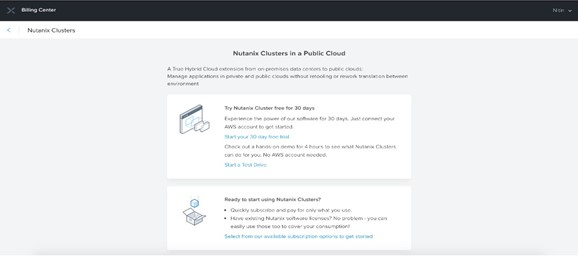 Billing Center
Nutanix Clusters
Nutanix Clusters in a Public Cloud
A True Hybrid Cloud extension from on-premises data centers to public clouds.
Manage applications in private and public clouds without retooling or rework translation between
environment
Try Nutanix Cluster free for 30 days
Experience the power of our software for 30 days. Just connect your
AWS account to get started
Start your 30 day free trial
Check out a hands-on demo for 4 hours to see what Nutanix Clusters
can do for you. No AWS account needed.
Start a Test Drive
Ready to start using Nutanix Clusters?
• Quickly subscribe and pay for only what you use.
• Have existing Nutanix software licenses? No problem - you can
easily use those too to cover your consumption!
Select from our available subscription options to get started